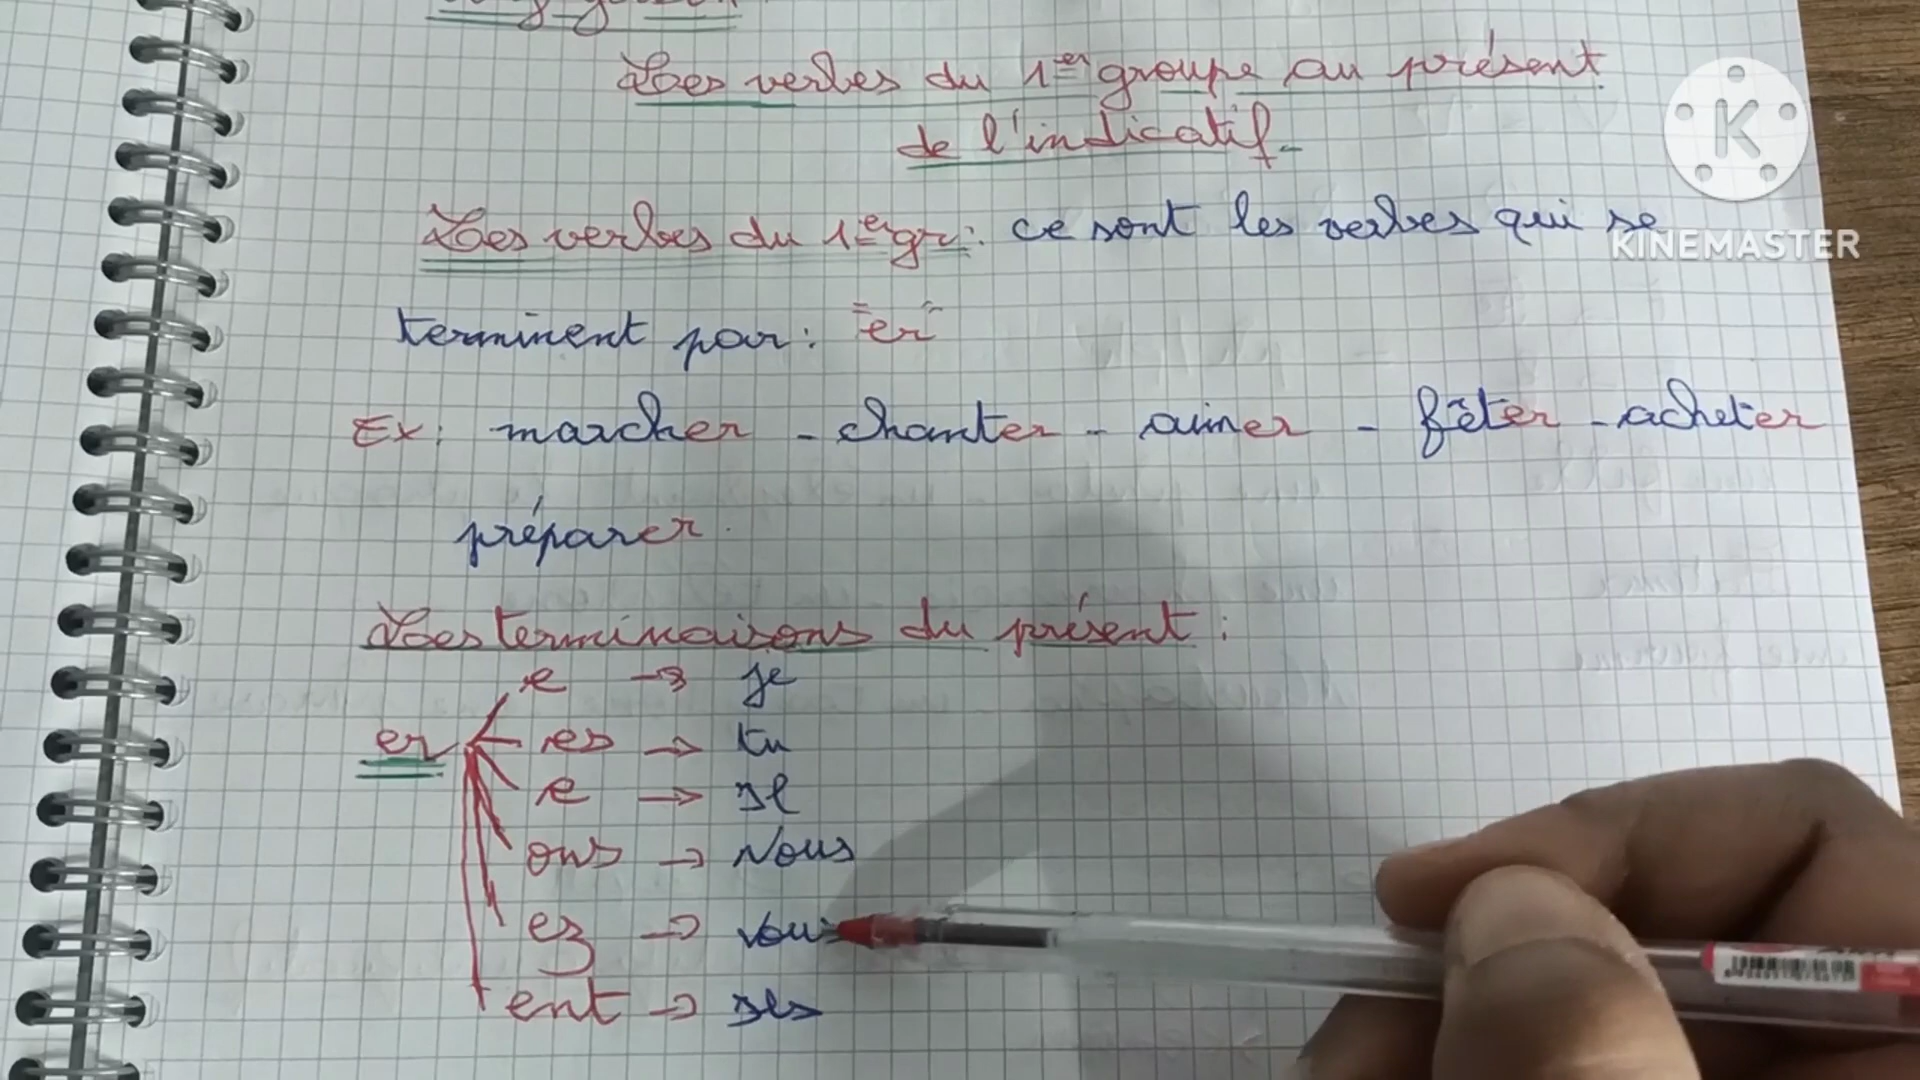 Les verbes du 1er groupe au présent
de l'indicatif.
Les verbes du 1er gr: ce sont les verbes qui se
KINEMASTER
terminent par: "er"
Ex: marcher - chanter - aimer - fêter - acheter
préparer.
Les terminaisons du présent:
e → je
er es → tu
e → Il
ons → Nous
ez → vous
ent → Ils